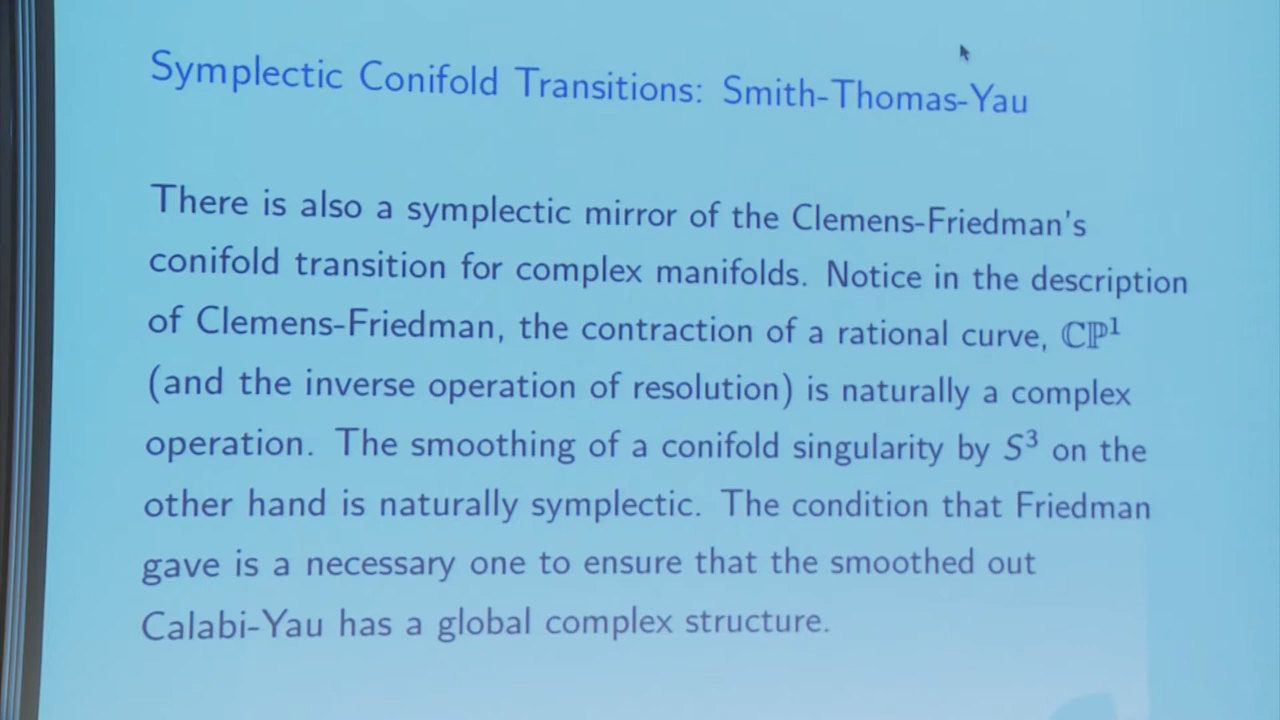 Symplectic Conifold Transitions: Smith-Thomas-Yau
There is also a symplectic mirror of the Clemens-Friedman's
conifold transition for complex manifolds. Notice in the description
of Clemens-Friedman, the contraction of a rational curve, ℂℙ¹
(and the inverse operation of resolution) is naturally a complex
operation. The smoothing of a conifold singularity by S³ on the
other hand is naturally symplectic. The condition that Friedman
gave is a necessary one to ensure that the smoothed out
Calabi-Yau has a global complex structure.